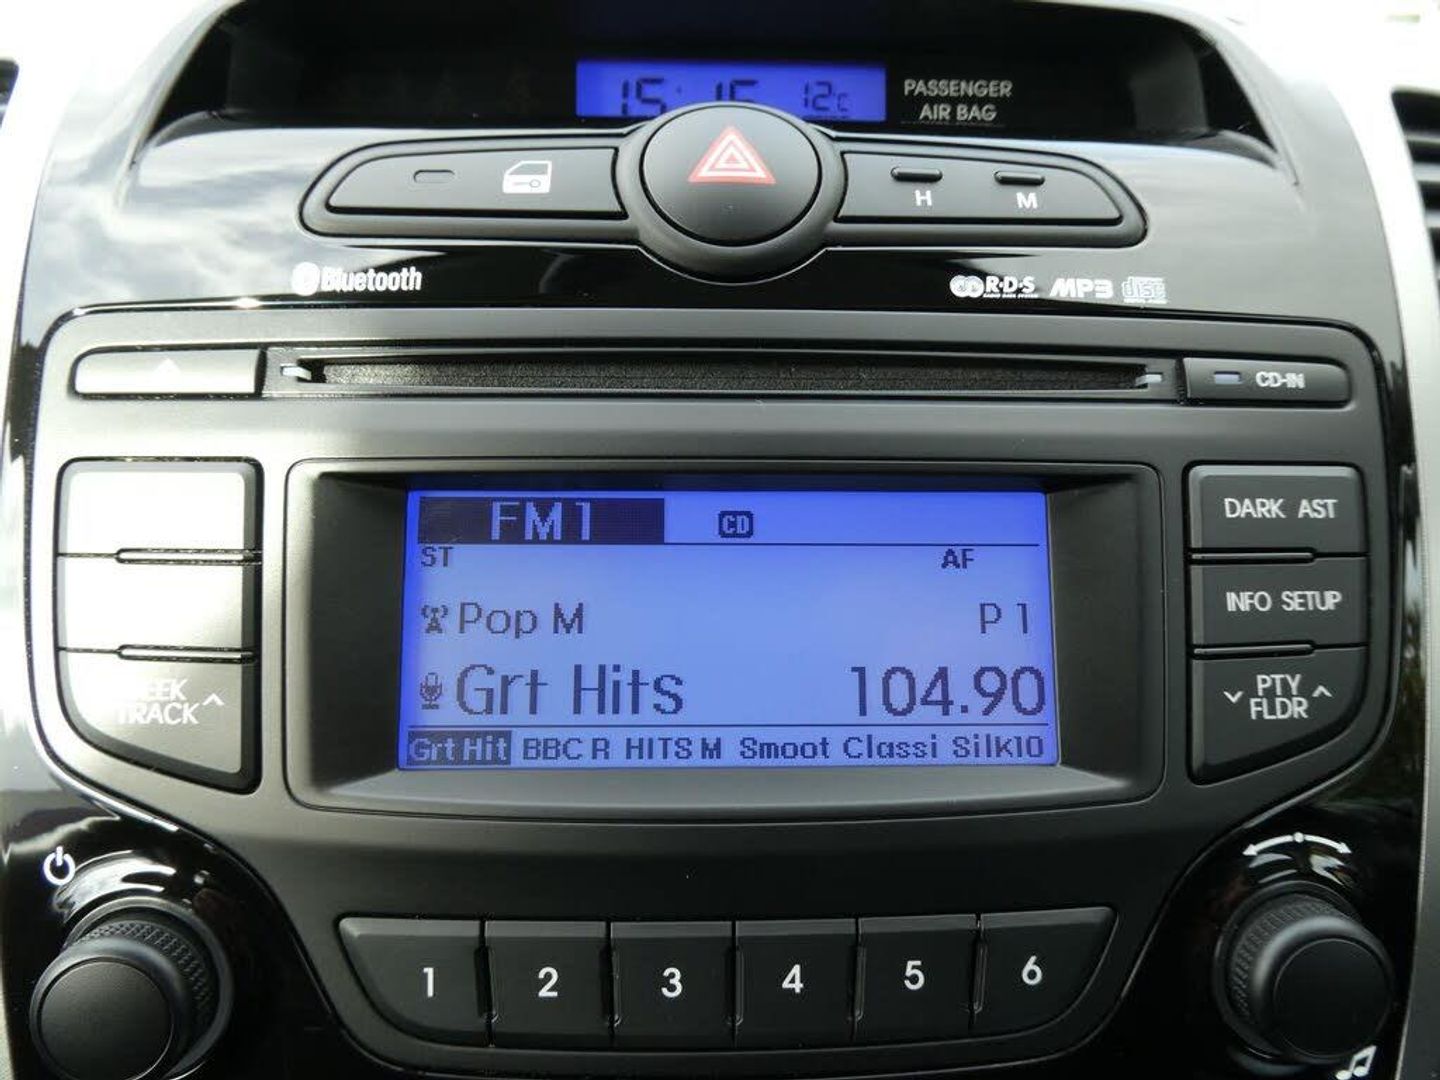 15:15 12c
PASSENGER
AIR BAG
H M
Bluetooth
R·D·S MP3 disc
CD-IN
FM1 CD
ST AF
Pop M P 1
Grt Hits 104.90
Grt Hit BBC R HITS M Smoot Classi Silk10
TRACK
DARK AST
INFO SETUP
PTY
FLDR
1 2 3 4 5 6